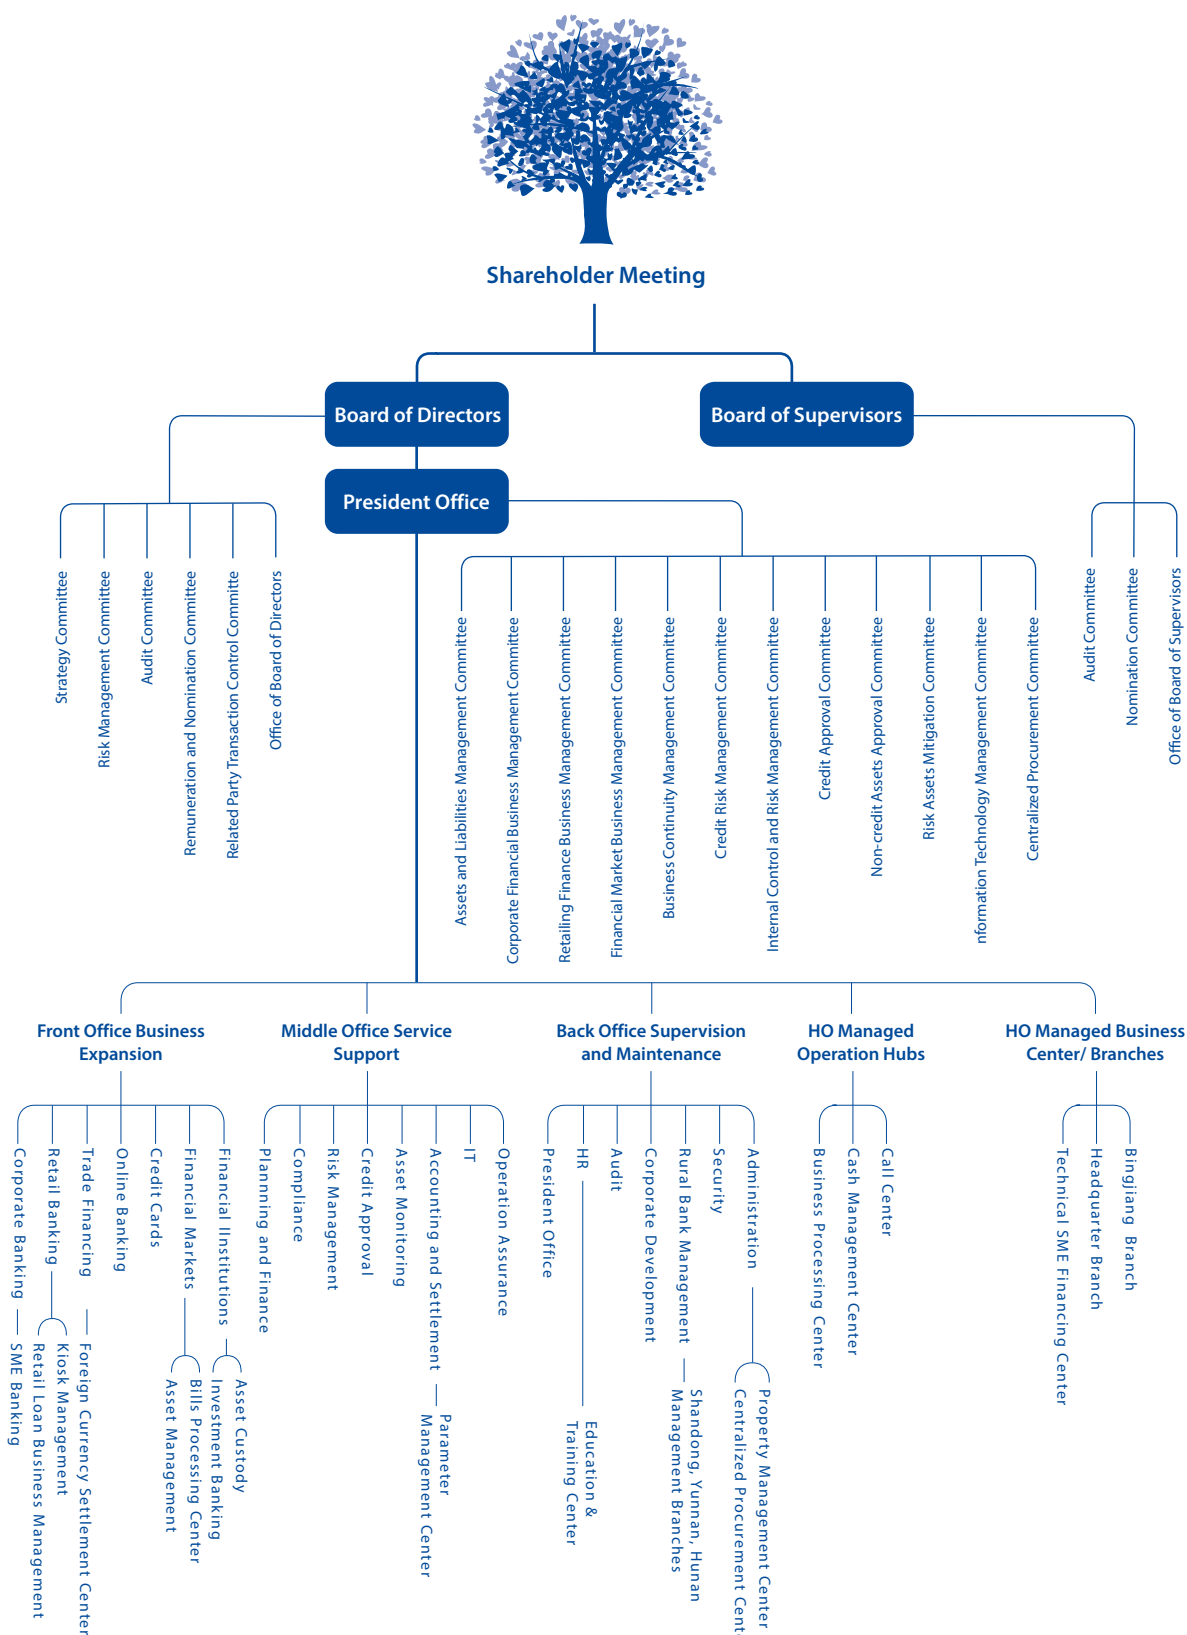 Shareholder Meeting
Board of Directors
Board of Supervisors
President Office
Strategy Committee
Risk Management Committee
Audit Committee
Remuneration and Nomination Committee
Related Party Transaction Control Committe
Office of Board of Directors
Assets and Liabilities Management Committee
Corporate Financial Business Management Committee
Retailing Finance Business Management Committee
Financial Market Business Management Committee
Business Continuity Management Committee
Credit Risk Management Committee
Internal Control and Risk Management Committee
Credit Approval Committee
Non-credit Assets Approval Committee
Risk Assets Mitigation Committee
nformation Technology Management Committee
Centralized Procurement Committee
Audit Committee
Nomination Committee
Office of Board of Supervisors
Front Office Business
Expansion
Middle Office Service
Support
Back Office Supervision
and Maintenance
HO Managed
Operation Hubs
HO Managed Business
Center/ Branches
Corporate Banking
SME Banking
Retail Banking
Retail Loan Business Management
Kiosk Management
Trade Financing
Foreign Currency Settlement Center
Online Banking
Credit Cards
Financial Markets
Asset Management
Bills Processing Center
Financial IInstitutions
Investment Banking
Asset Custody
Plannning and Finance
Compliance
Risk Management
Credit Approval
Asset Monitoring
Accounting and Settlement
Parameter
Management Center
IT
Operation Assurance
President Office
HR
Education &
Training Center
Audit
Corporate Development
Rural Bank Management
Shandong, Yunnan, Hunan
Management Branches
Security
Administration
Centralized Procurement Cent
Property Management Center
Business Processing Center
Cash Management Center
Call Center
Technical SME Financing Center
Headquarter Branch
Bingjiang Branch